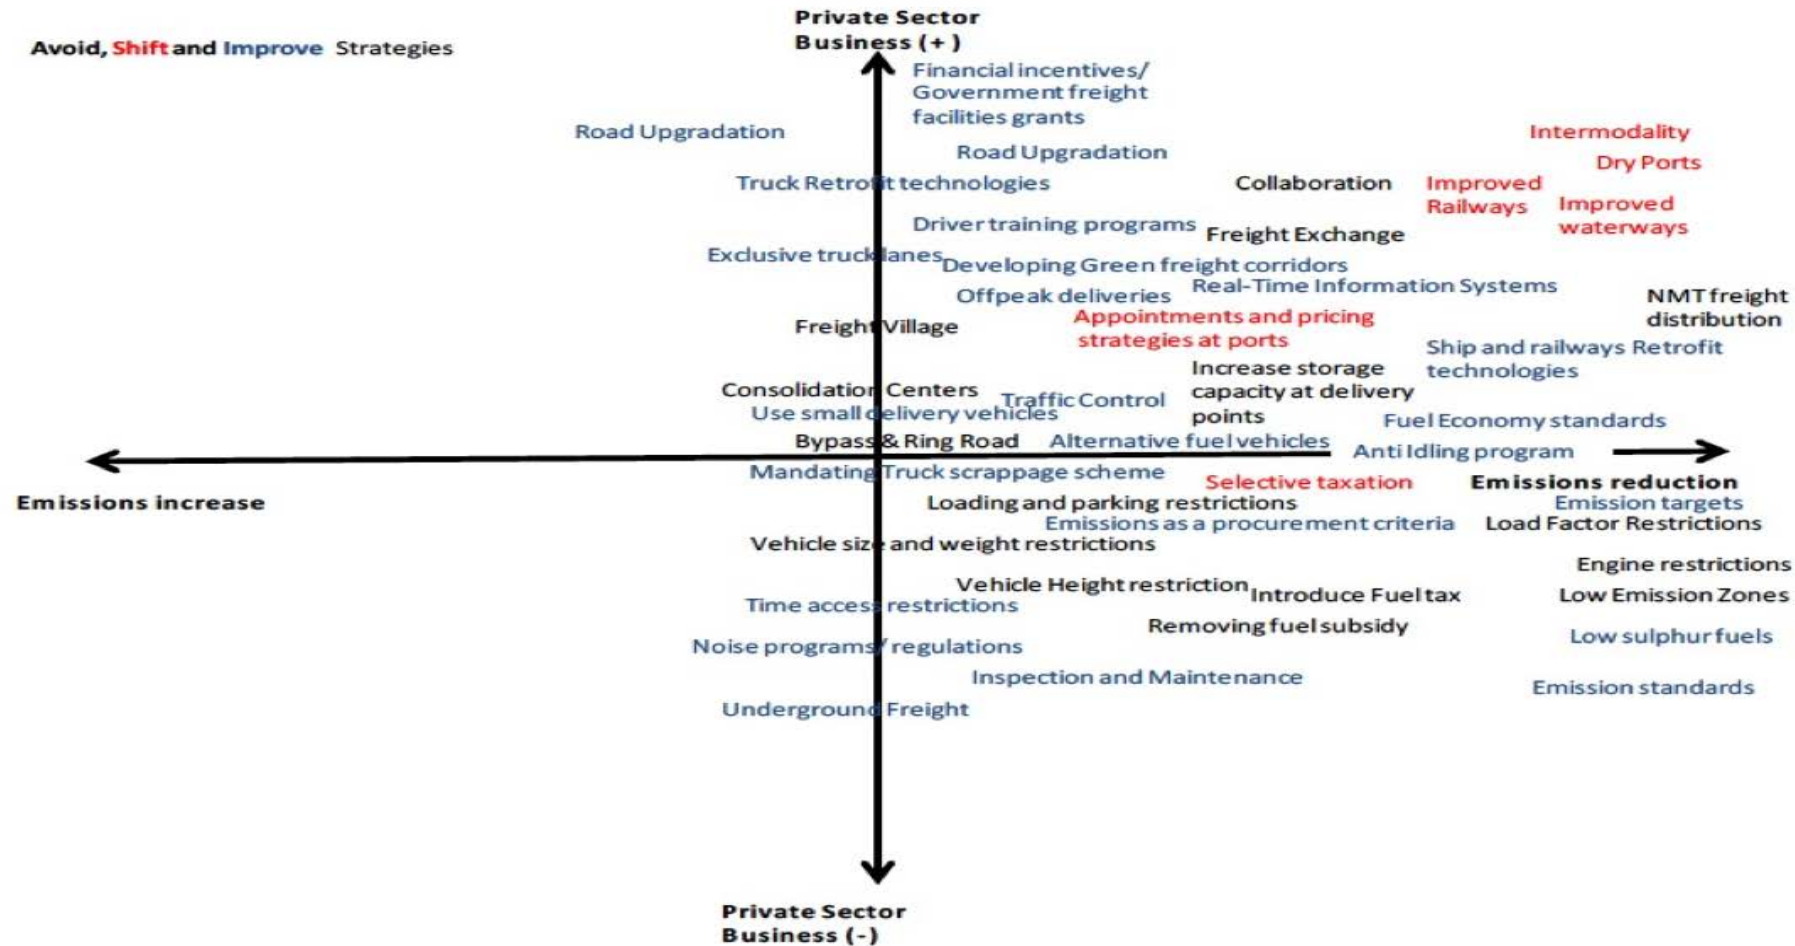 Private Sector
Business (+)
Avoid, Shift and Improve Strategies
Financial incentives/
Government freight
facilities grants
Road Upgradation
Intermodality
Road Upgradation
Dry Ports
Truck Retrofit technologies
Collaboration
Improved
Railways
Improved
waterways
Driver training programs
Freight Exchange
Exclusive truck lanes
Developing Green freight corridors
Real-Time Information Systems
Offpeak deliveries
NMT freight
distribution
Appointments and pricing
strategies at ports
Freight Village
Ship and railways Retrofit
technologies
Increase storage
capacity at delivery
points
Consolidation Centers
Traffic Control
Use small delivery vehicles
Fuel Economy standards
Bypass & Ring Road
Alternative fuel vehicles
Anti Idling program
Mandating Truck scrappage scheme
Selective taxation
Emissions reduction
Emissions increase
Loading and parking restrictions
Emission targets
Emissions as a procurement criteria
Load Factor Restrictions
Vehicle size and weight restrictions
Engine restrictions
Vehicle Height restriction
Introduce Fuel tax
Low Emission Zones
Time access restrictions
Removing fuel subsidy
Low sulphur fuels
Noise programs/ regulations
Inspection and Maintenance
Emission standards
Underground Freight
Private Sector
Business (-)